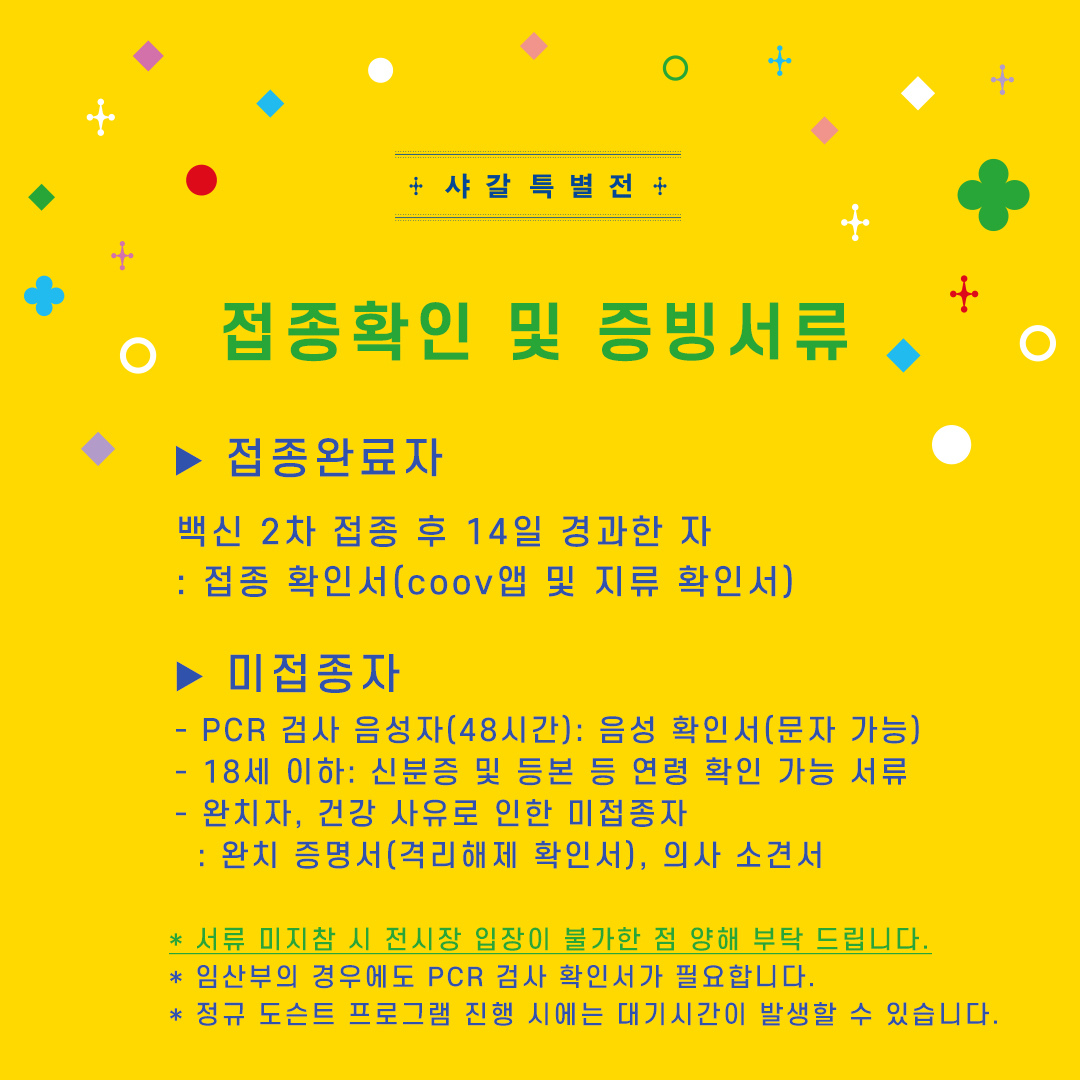 샤갈특별전
접종확인 및 증빙서류
▶ 접종완료자
백신 2차 접종 후 14일 경과한 자
: 접종 확인서(coov앱 및 지류 확인서)
▶ 미접종자
- PCR 검사 음성자(48시간): 음성 확인서(문자 가능)
- 18세 이하: 신분증 및 등본 등 연령 확인 가능 서류
- 완치자, 건강 사유로 인한 미접종자
: 완치 증명서(격리해제 확인서), 의사 소견서
* 서류 미지참 시 전시장 입장이 불가한 점 양해 부탁 드립니다.
* 임산부의 경우에도 PCR 검사 확인서가 필요합니다.
* 정규 도슨트 프로그램 진행 시에는 대기시간이 발생할 수 있습니다.